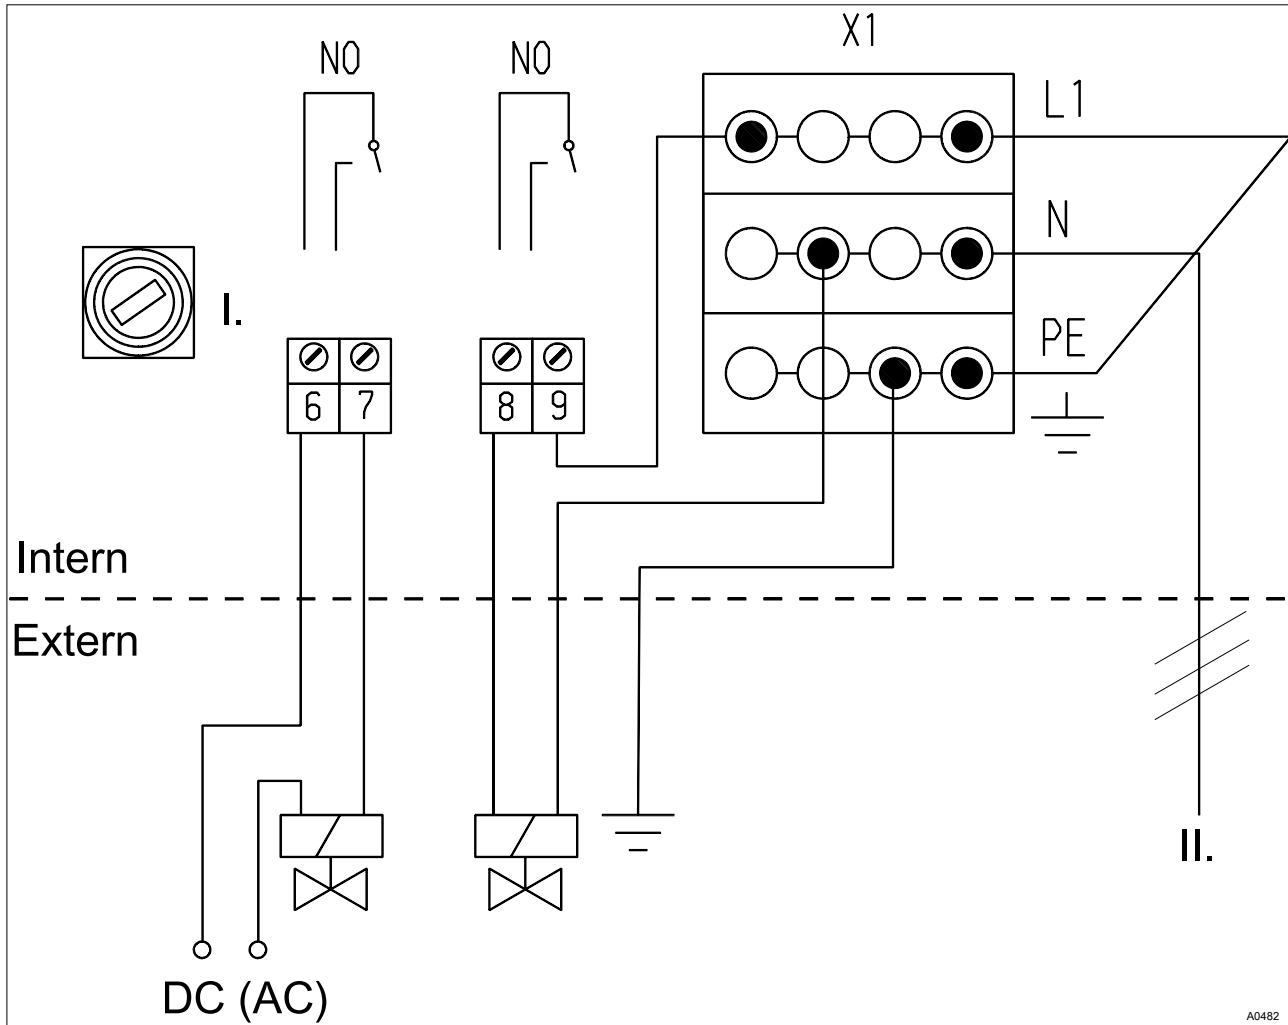 NO
NO
X1
L1
N
PE
I.
6 7
8 9
Intern
Extern
II.
DC (AC)
A0482